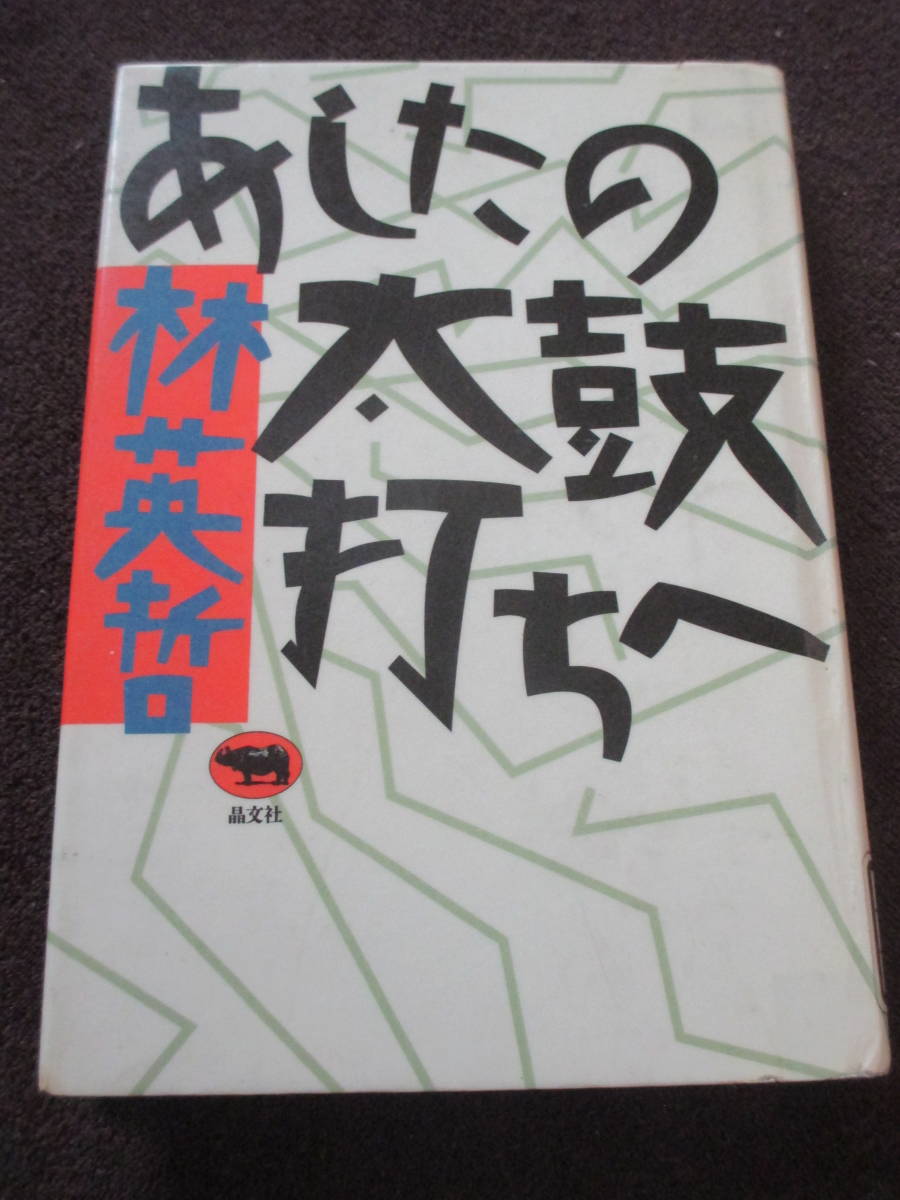 あしたの
太鼓
打ちへ
林英哲
晶文社